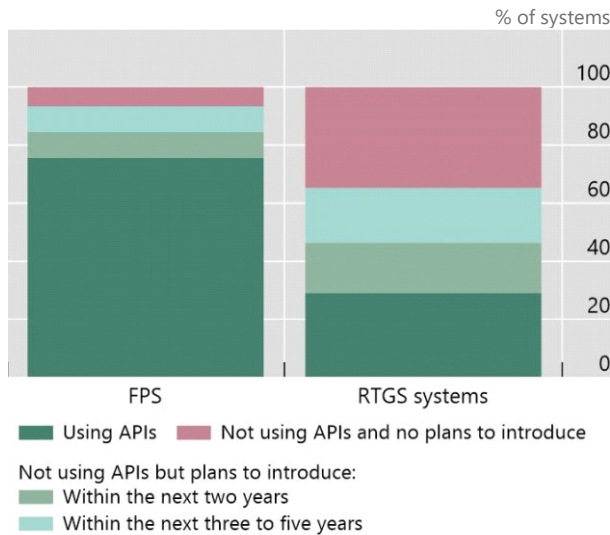 % of systems
100
80
60
40
20
0
FPS RTGS systems
Using APIs Not using APIs and no plans to introduce
Not using APIs but plans to introduce:
Within the next two years
Within the next three to five years